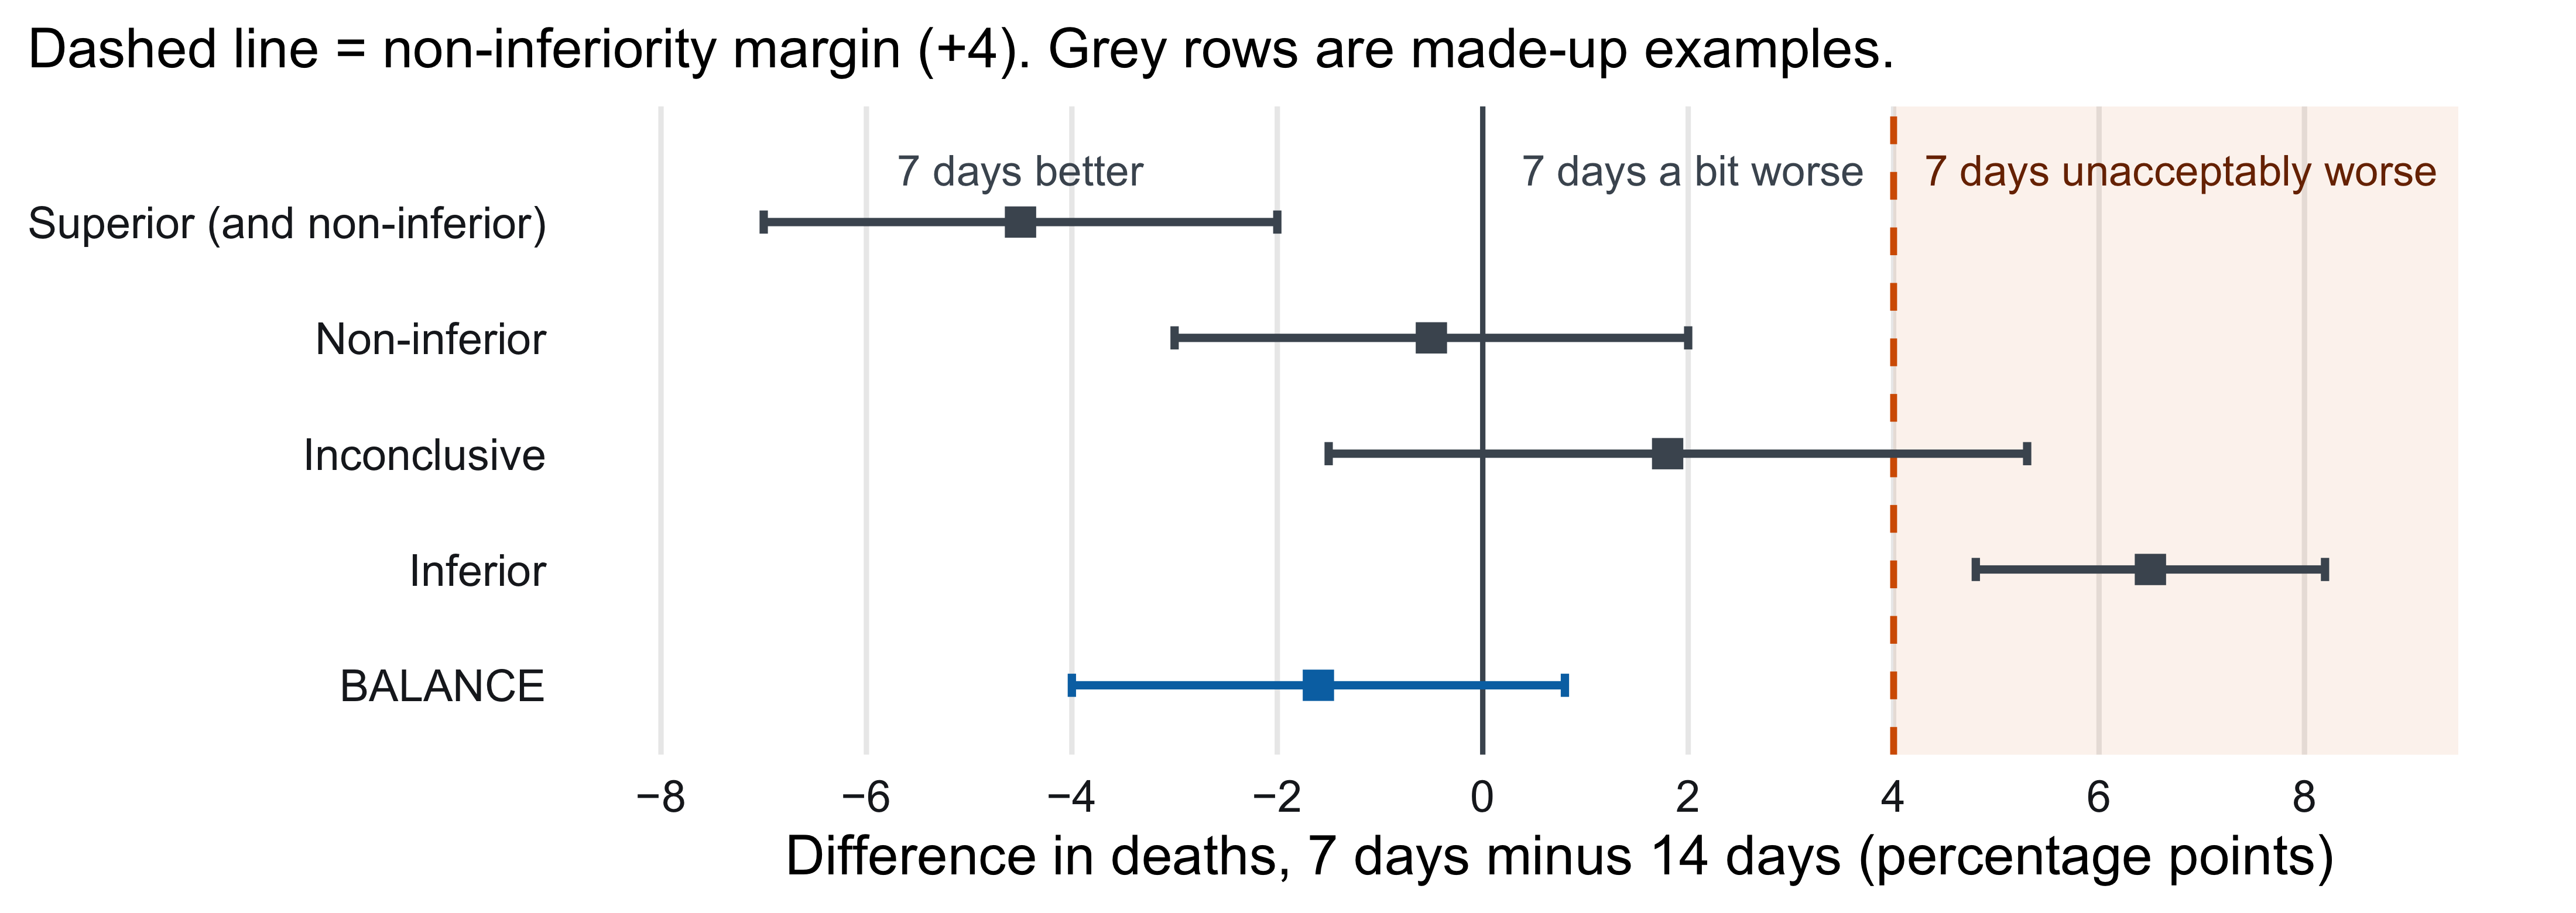 Dashed line = non-inferiority margin (+4). Grey rows are made-up examples.
7 days better
7 days a bit worse
7 days unacceptably worse
Superior (and non-inferior)
Non-inferior
Inconclusive
Inferior
BALANCE
−8 −6 −4 −2 0 2 4 6 8
Difference in deaths, 7 days minus 14 days (percentage points)